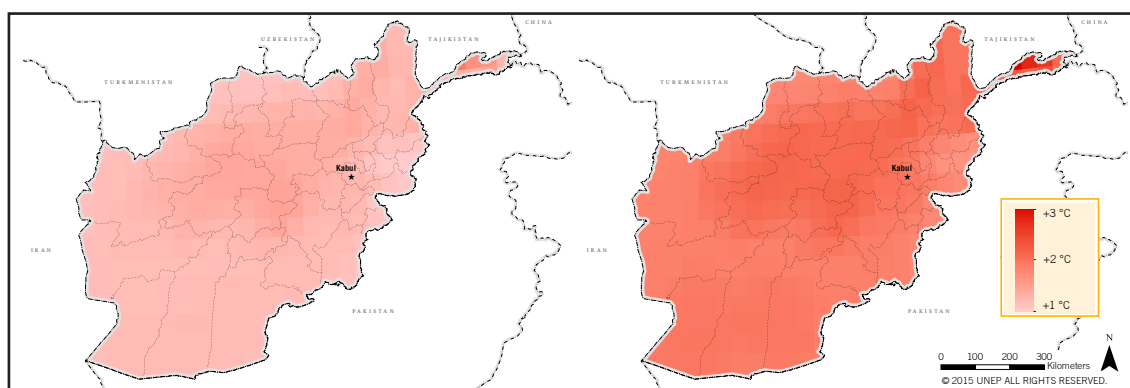 CHINA
UZBEKISTAN
TAJIKISTAN
TURKMENISTAN
Kabul
IRAN
PAKISTAN
CHINA
TAJIKISTAN
TURKMENISTAN
Kabul
IRAN
PAKISTAN
+3 °C
+2 °C
+1 °C
N
0 100 200 300
Kilometers
© 2015 UNEP ALL RIGHTS RESERVED.